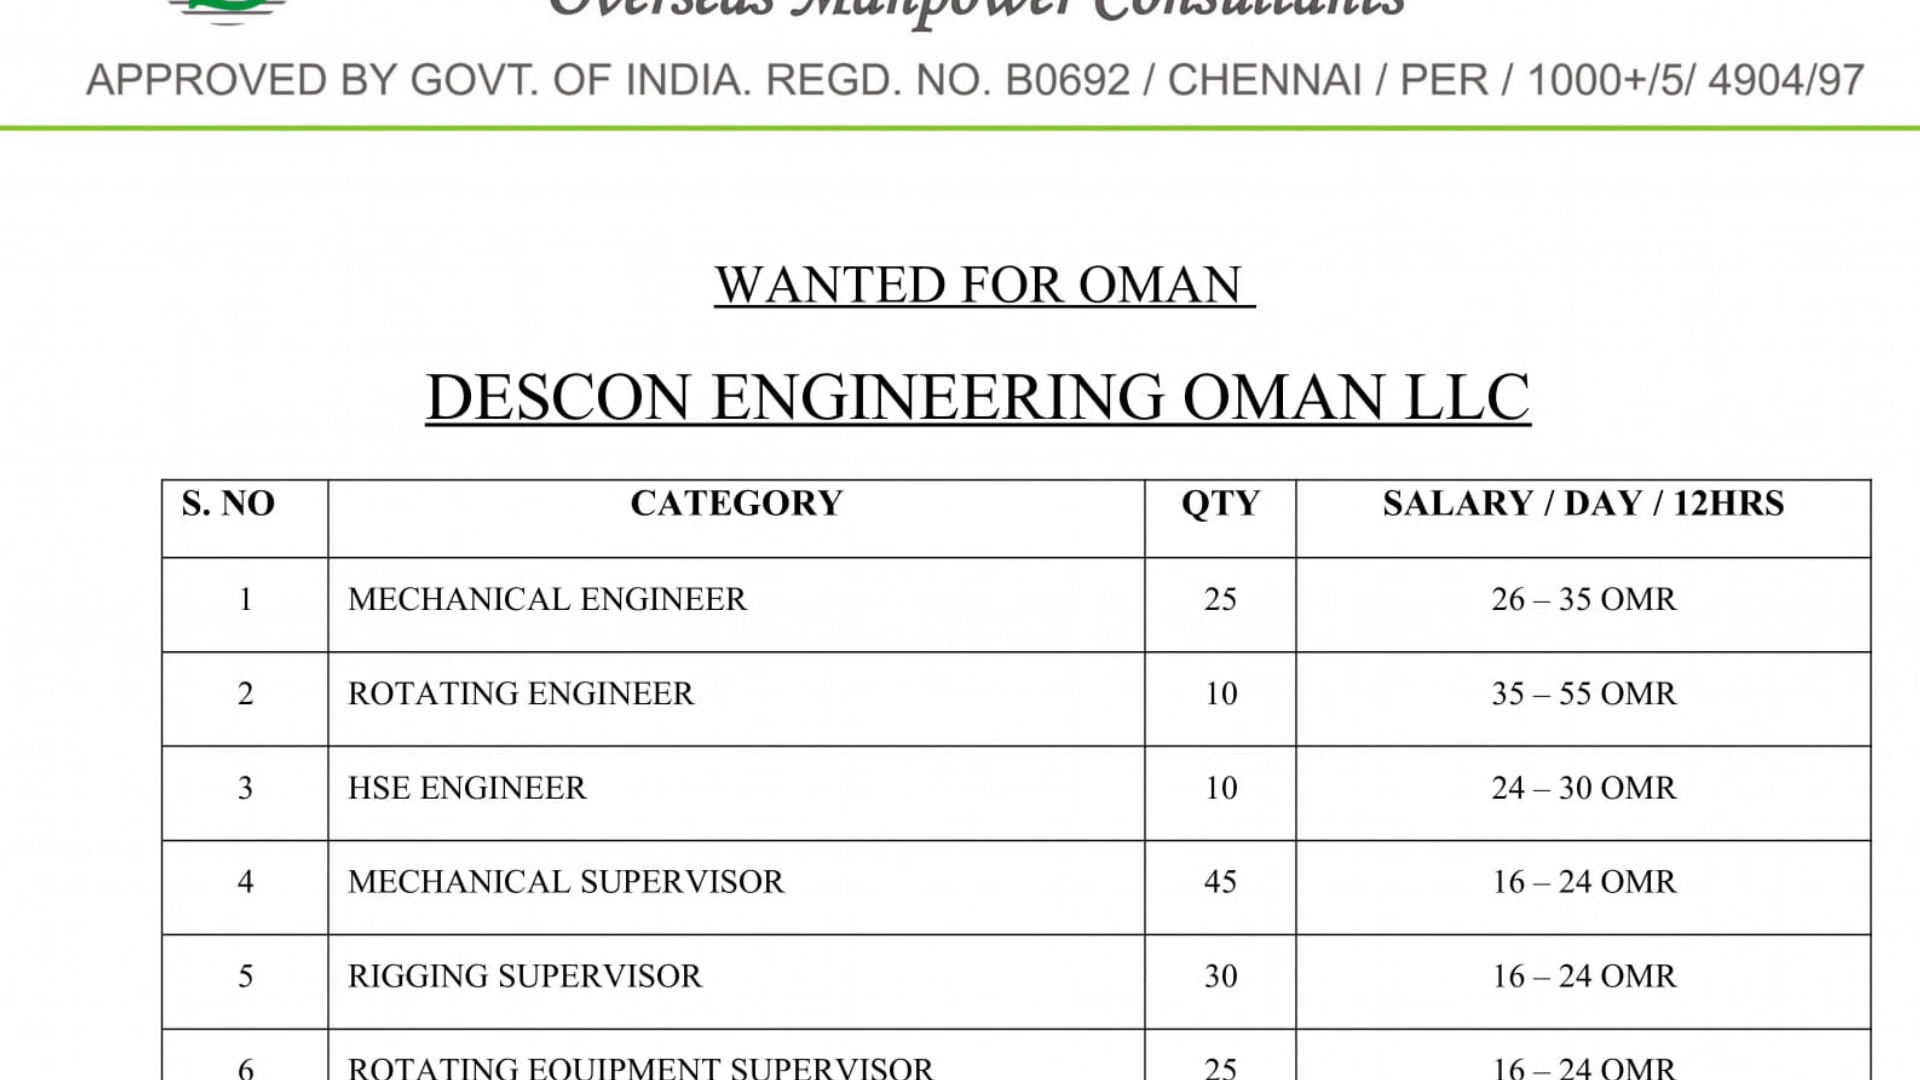 Overseas Manpower Consultants
APPROVED BY GOVT. OF INDIA. REGD. NO. B0692 / CHENNAI / PER / 1000+/5/ 4904/97
WANTED FOR OMAN
DESCON ENGINEERING OMAN LLC
S. NO CATEGORY QTY SALARY / DAY / 12HRS
1 MECHANICAL ENGINEER 25 26 – 35 OMR
2 ROTATING ENGINEER 10 35 – 55 OMR
3 HSE ENGINEER 10 24 – 30 OMR
4 MECHANICAL SUPERVISOR 45 16 – 24 OMR
5 RIGGING SUPERVISOR 30 16 – 24 OMR
6 ROTATING EQUIPMENT SUPERVISOR 25 16 – 24 OMR